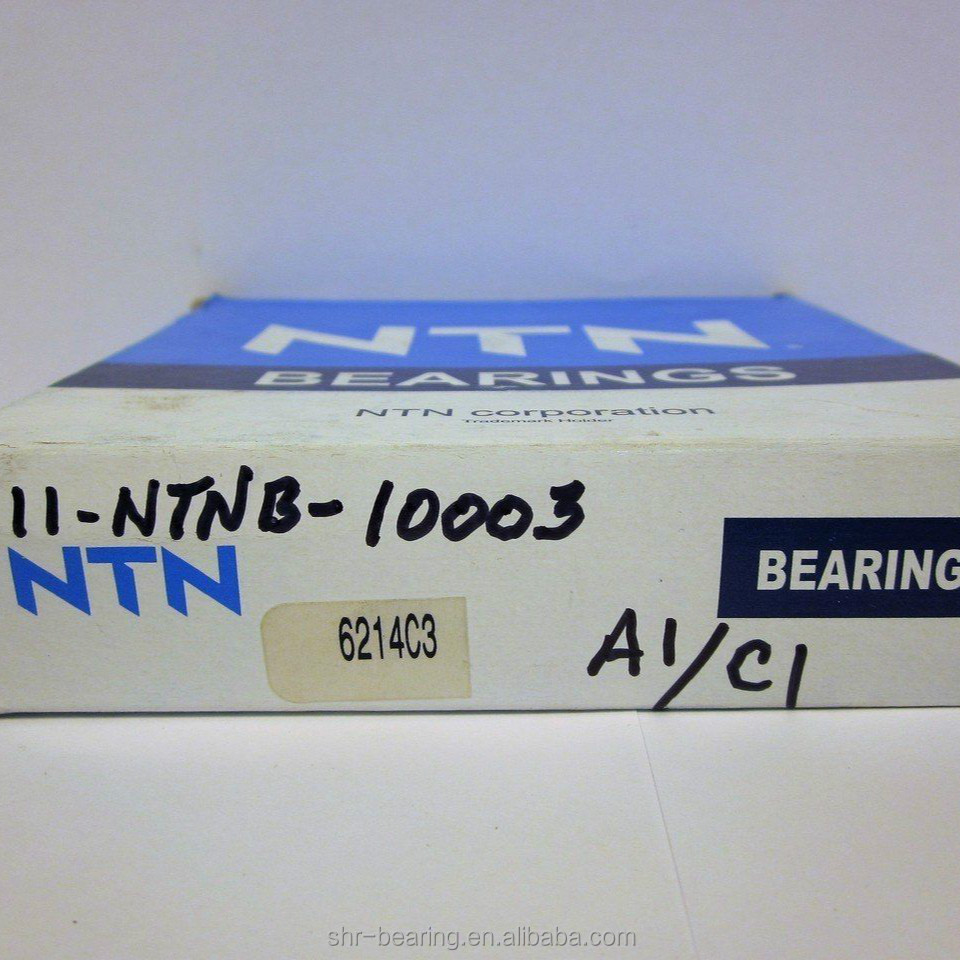 NTN
BEARINGS
NTN corporation
Trademark Holder
11-NTNB-10003
NTN
BEARING
6214C3
A1/C1
shr-bearing.en.alibaba.com